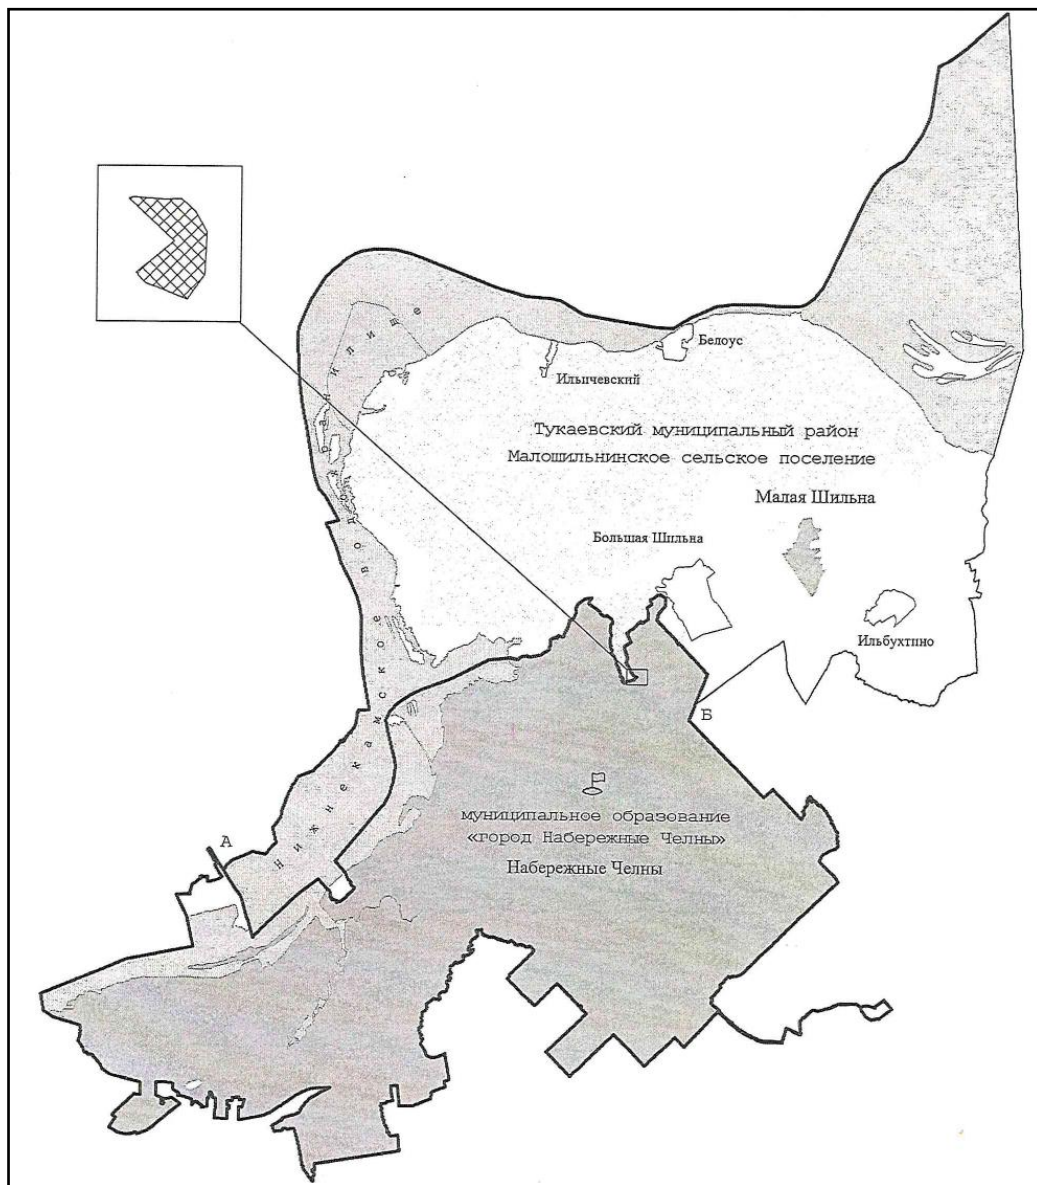 Белоус
Ильичевский
Тукаевский муниципальный район
Малошильнинское сельское поселение
Малая Шильна
Большая Шильна
Ильбухтино
Нижнекамское водохранилище
Б
муниципальное образование
«город Набережные Челны»
Набережные Челны
А